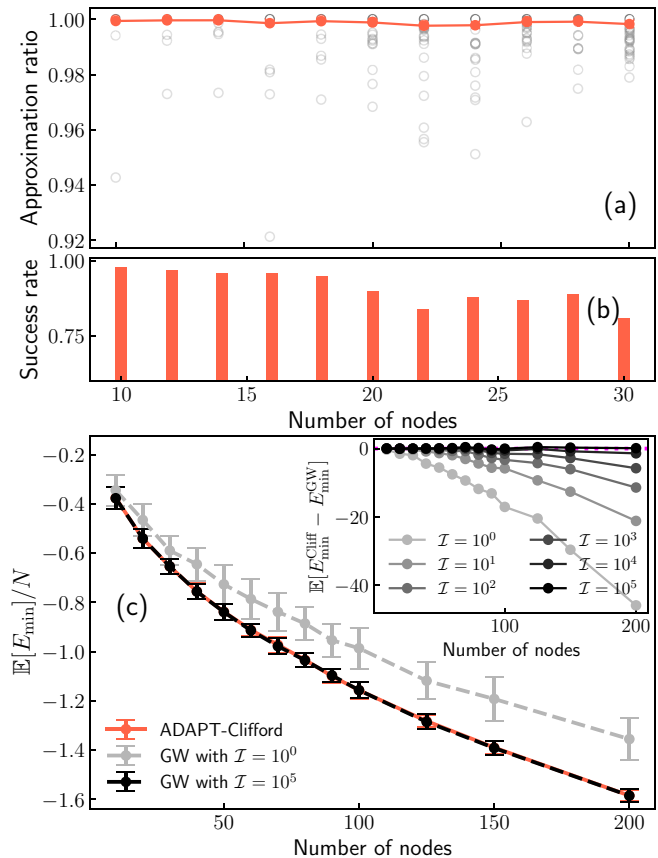 1.00
0.98
0.96
0.94
0.92
Approximation ratio
(a)
1.00
0.75
Success rate
(b)
10
15
20
25
30
Number of nodes
−0.2
−0.4
−0.6
−0.8
−1.0
−1.2
−1.4
−1.6
𝔼[E_min]/N
(c)
0
−20
−40
𝔼[E_min^Cliff − E_min^GW]
ℐ = 10^0
ℐ = 10^1
ℐ = 10^2
ℐ = 10^3
ℐ = 10^4
ℐ = 10^5
100
200
Number of nodes
ADAPT-Clifford
GW with ℐ = 10^0
GW with ℐ = 10^5
50
100
150
200
Number of nodes